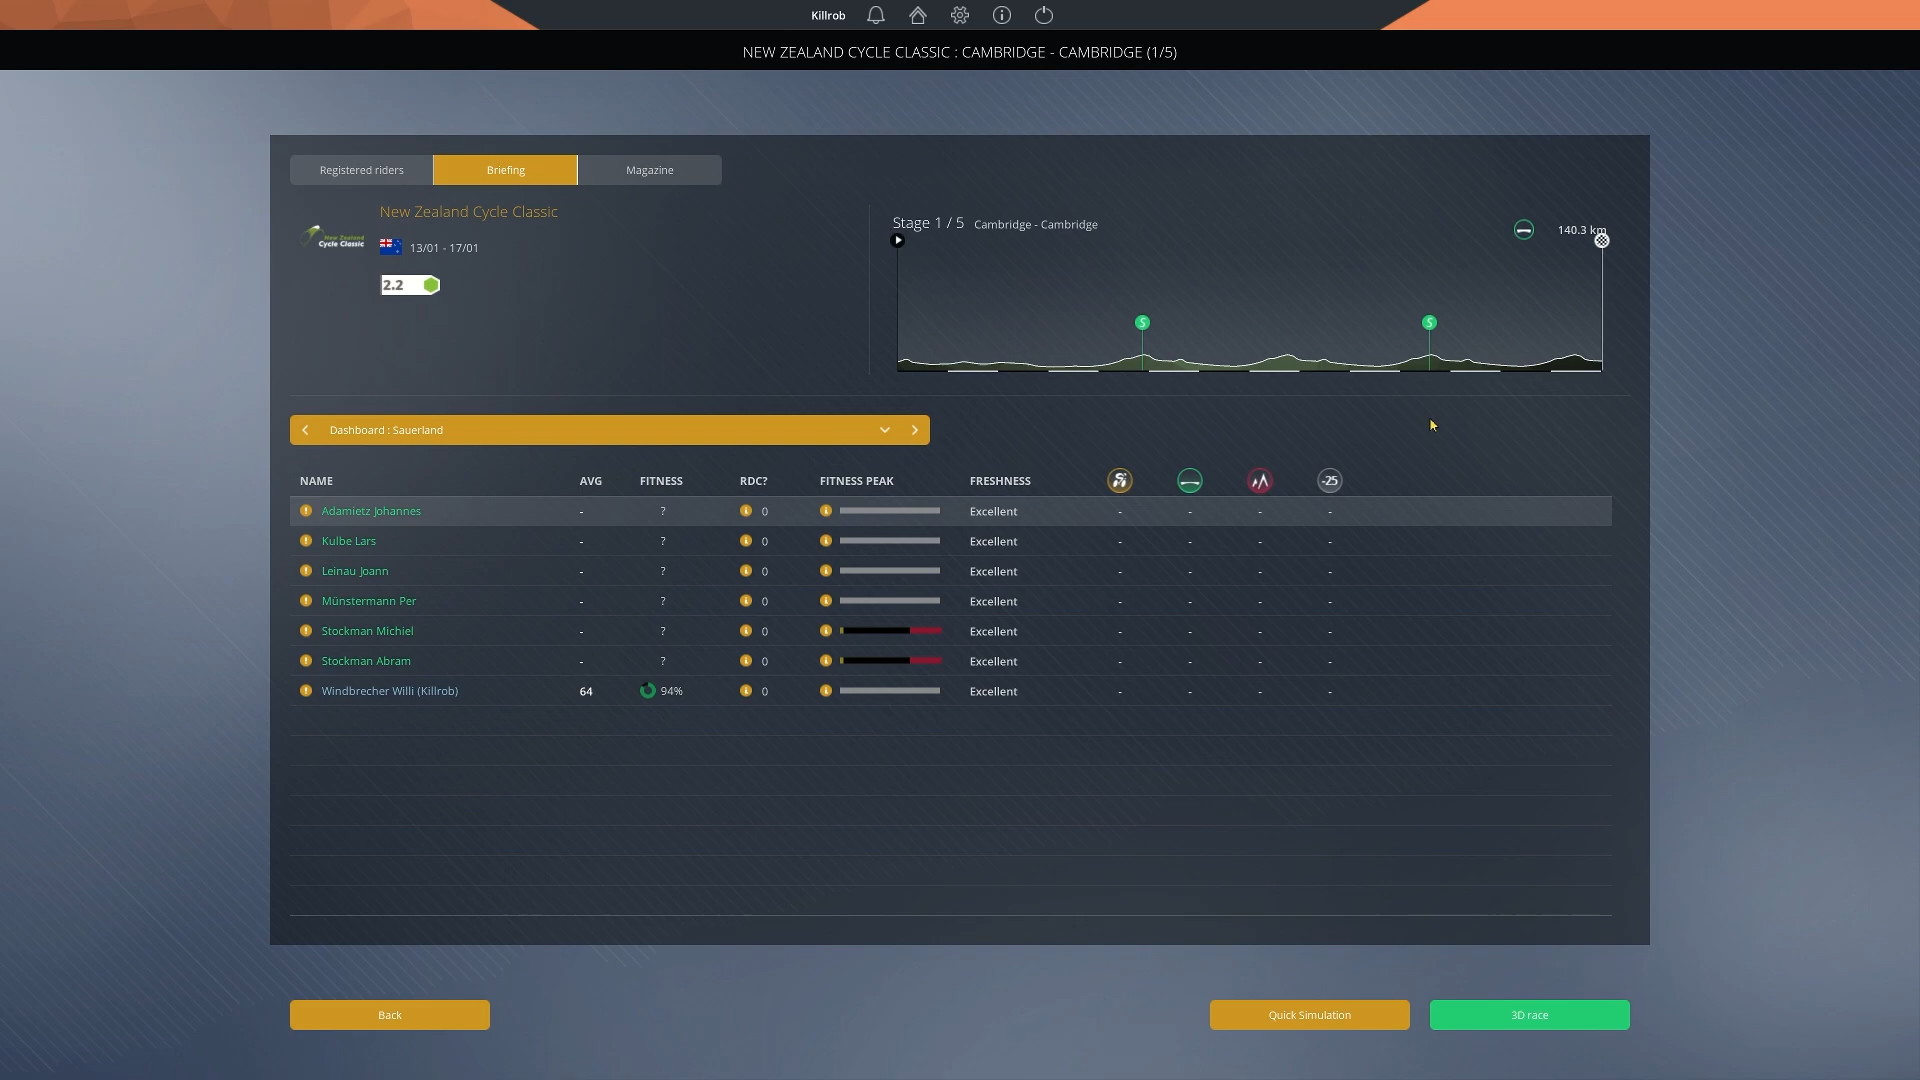 Killrob
NEW ZEALAND CYCLE CLASSIC : CAMBRIDGE - CAMBRIDGE (1/5)
Registered riders Briefing Magazine
New Zealand Cycle Classic
New Zealand
Cycle Classic
13/01 - 17/01
2.2
Stage 1 / 5 Cambridge - Cambridge
140.3 km
S S
Dashboard : Sauerland
NAME AVG FITNESS RDC? FITNESS PEAK FRESHNESS -25
Adamietz Johannes - ? 0 Excellent - - - -
Kulbe Lars - ? 0 Excellent - - - -
Leinau Joann - ? 0 Excellent - - - -
Münstermann Per - ? 0 Excellent - - - -
Stockman Michiel - ? 0 Excellent - - - -
Stockman Abram - ? 0 Excellent - - - -
Windbrecher Willi (Killrob) 64 94% 0 Excellent - - - -
Back Quick Simulation 3D race